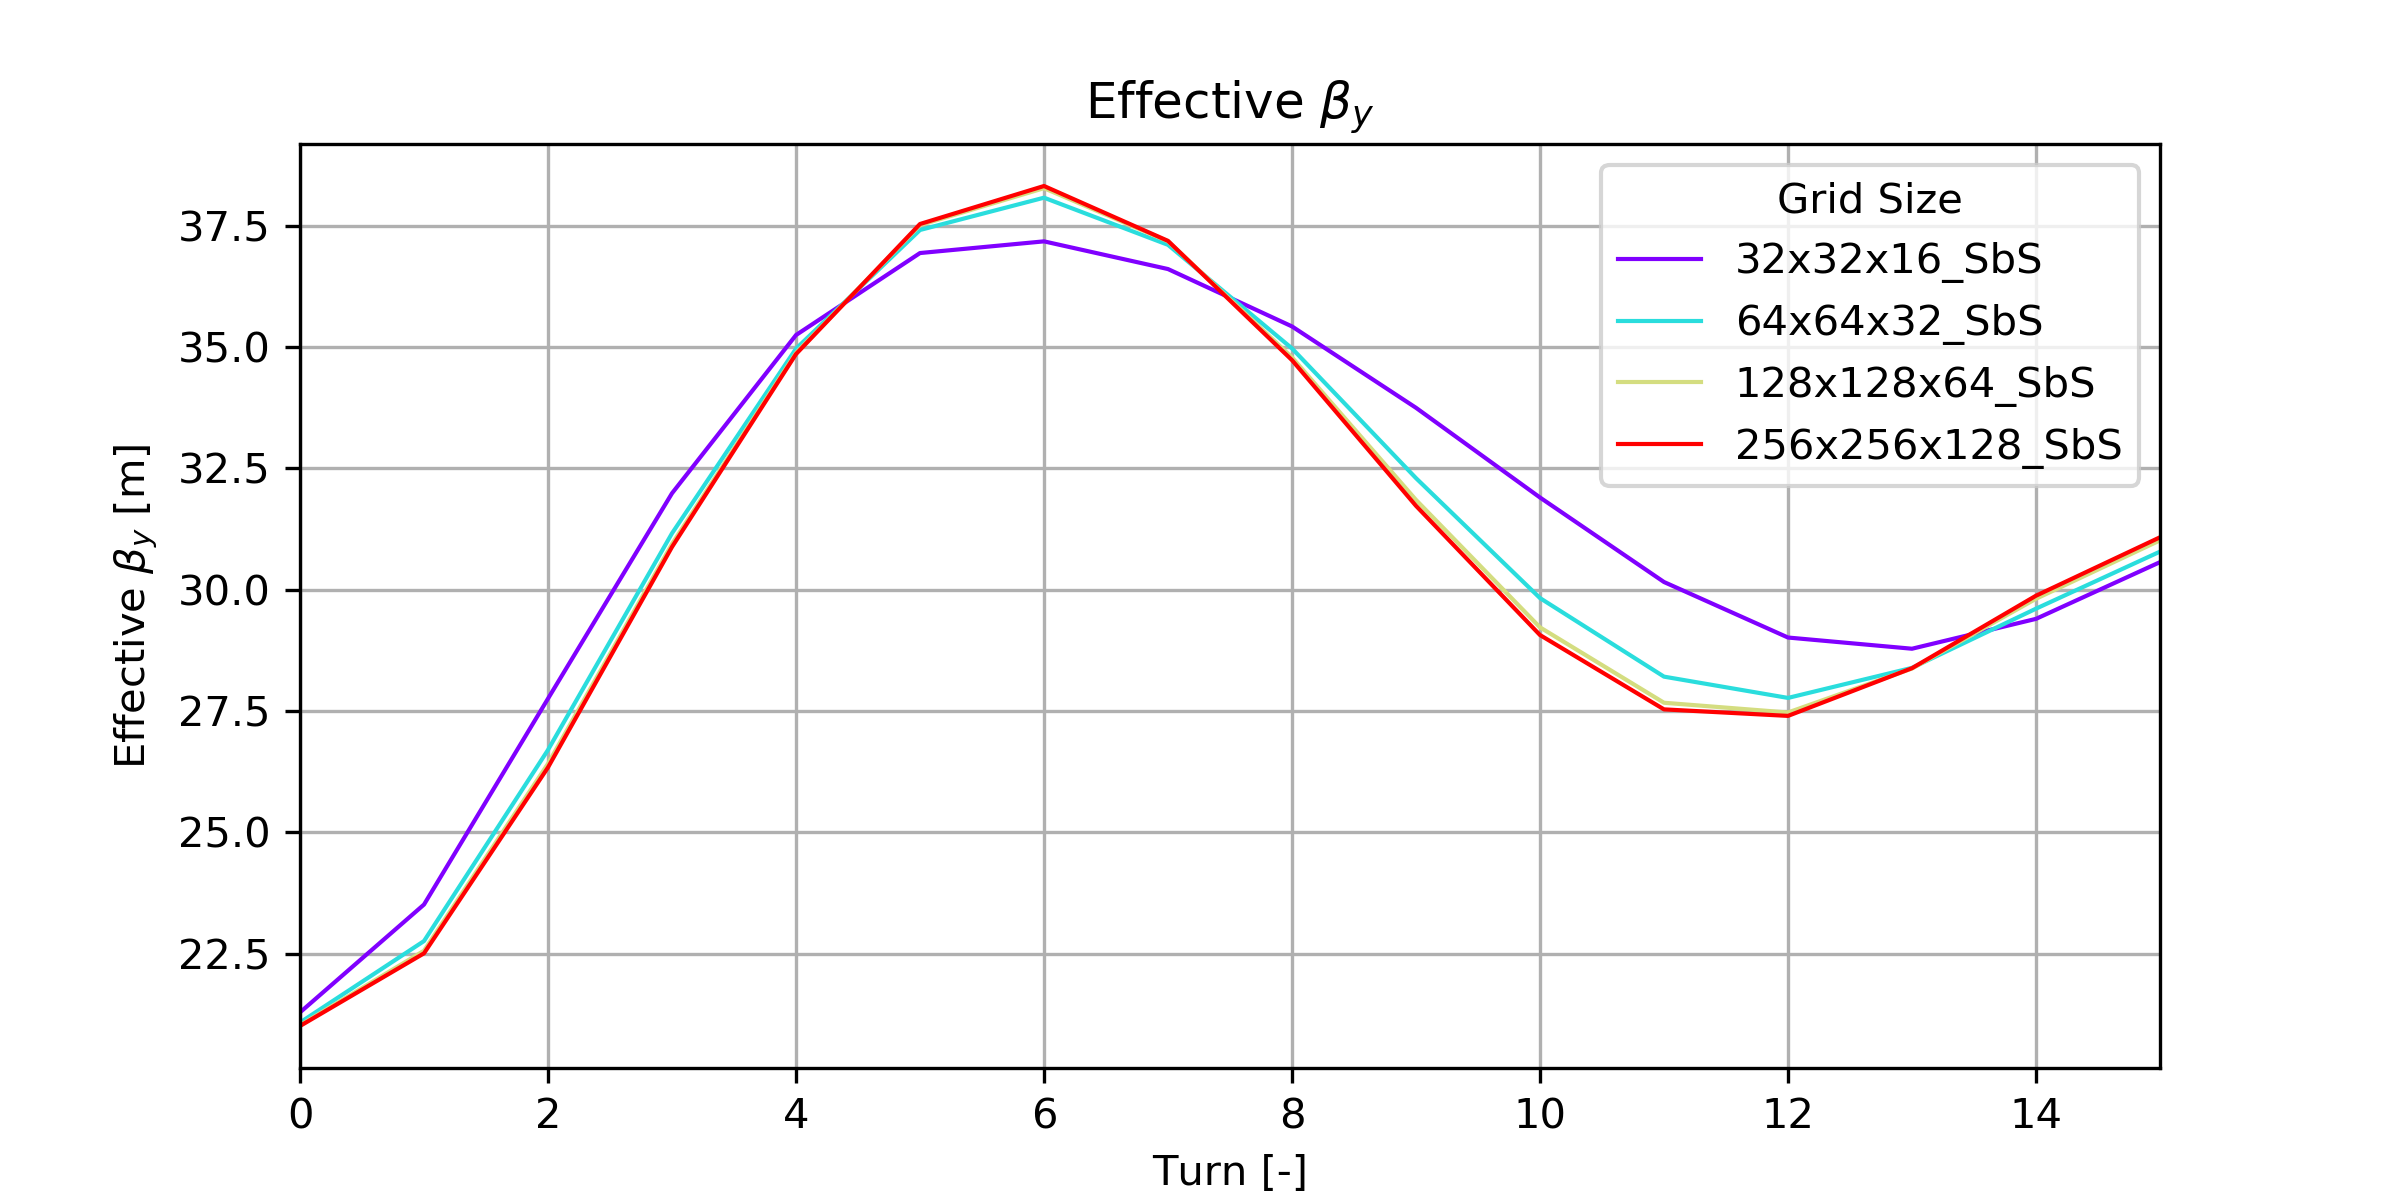 Effective βy
Grid Size
32x32x16_SbS
64x64x32_SbS
128x128x64_SbS
256x256x128_SbS
Effective βy [m]
37.5
35.0
32.5
30.0
27.5
25.0
22.5
0 2 4 6 8 10 12 14
Turn [-]